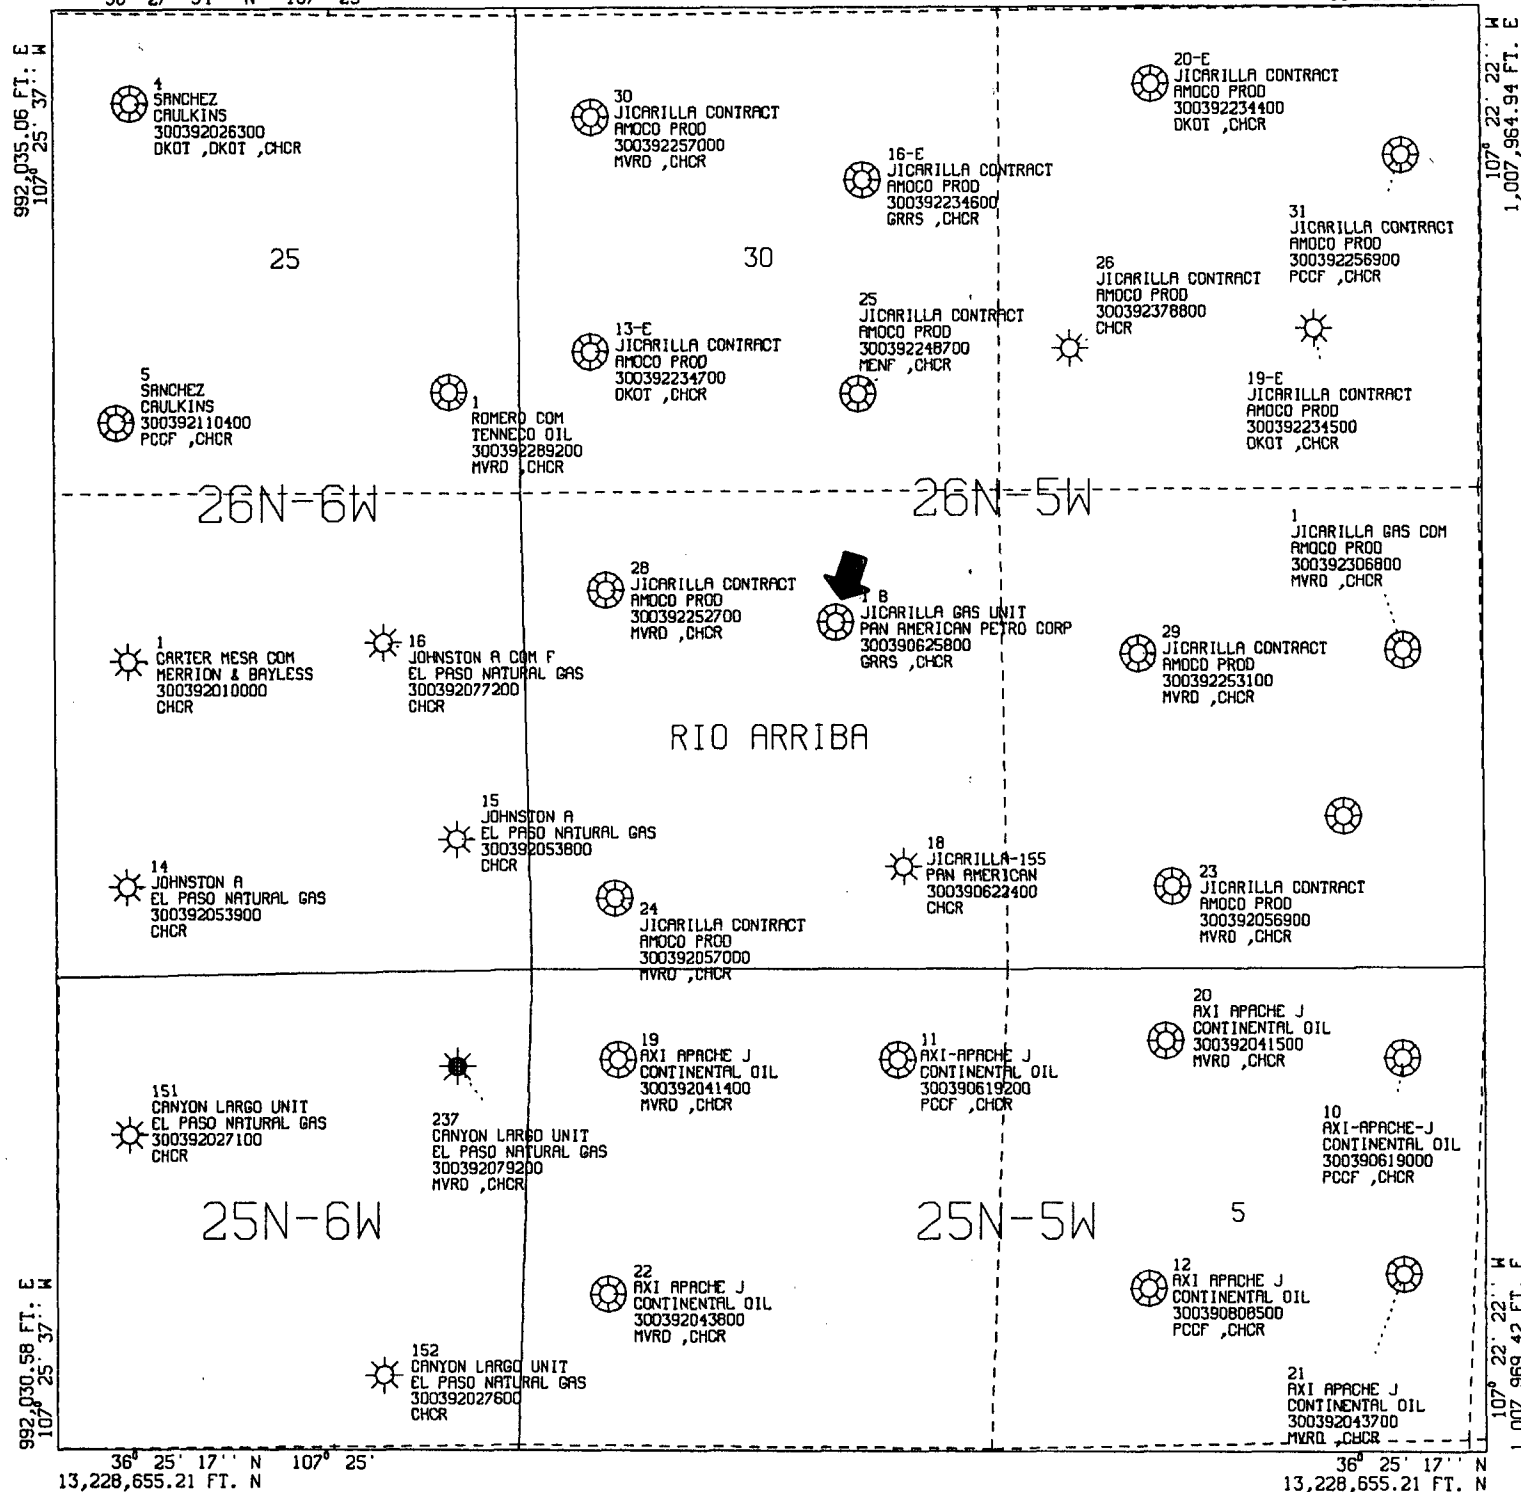 992,035.06 FT. E
107° 25' 37'' W
107° 22' 22'' W
1,007,964.94 FT. E
4
SANCHEZ
CAULKINS
300392026300
DKOT ,DKOT ,CHCR
30
JICARILLA CONTRACT
AMOCO PROD
300392257000
MVRD ,CHCR
20-E
JICARILLA CONTRACT
AMOCO PROD
300392234400
DKOT ,CHCR
16-E
JICARILLA CONTRACT
AMOCO PROD
300392234600
GRRS ,CHCR
31
JICARILLA CONTRACT
AMOCO PROD
300392256900
PCCF ,CHCR
25
30
26
JICARILLA CONTRACT
AMOCO PROD
300392378800
CHCR
25
JICARILLA CONTRACT
AMOCO PROD
300392248700
MENF ,CHCR
13-E
JICARILLA CONTRACT
AMOCO PROD
300392234700
DKOT ,CHCR
19-E
JICARILLA CONTRACT
AMOCO PROD
300392234500
DKOT ,CHCR
5
SANCHEZ
CAULKINS
300392110400
PCCF ,CHCR
1
ROMERO COM
TENNECO OIL
300392289200
MVRD ,CHCR
26N-6W
26N-5W
1
JICARILLA GAS COM
AMOCO PROD
300392306800
MVRD ,CHCR
28
JICARILLA CONTRACT
AMOCO PROD
300392252700
MVRD ,CHCR
1 B
JICARILLA GAS UNIT
PAN AMERICAN PETRO CORP
300390625800
GRRS ,CHCR
29
JICARILLA CONTRACT
AMOCO PROD
300392253100
MVRD ,CHCR
1
CARTER MESA COM
MERRION & BAYLESS
300392010000
CHCR
16
JOHNSTON A COM F
EL PASO NATURAL GAS
300392077200
CHCR
RIO ARRIBA
15
JOHNSTON A
EL PASO NATURAL GAS
300392053800
CHCR
14
JOHNSTON A
EL PASO NATURAL GAS
300392053900
CHCR
18
JICARILLA-155
PAN AMERICAN
300390622400
CHCR
23
JICARILLA CONTRACT
AMOCO PROD
300392056900
MVRD ,CHCR
24
JICARILLA CONTRACT
AMOCO PROD
300392057000
MVRD ,CHCR
20
AXI APACHE J
CONTINENTAL OIL
300392041500
MVRD ,CHCR
19
AXI APACHE J
CONTINENTAL OIL
300392041400
MVRD ,CHCR
11
AXI-APACHE J
CONTINENTAL OIL
300390619200
PCCF ,CHCR
151
CANYON LARGO UNIT
EL PASO NATURAL GAS
300392027100
CHCR
237
CANYON LARGO UNIT
EL PASO NATURAL GAS
300392079200
MVRD ,CHCR
10
AXI-APACHE-J
CONTINENTAL OIL
300390619000
PCCF ,CHCR
25N-6W
25N-5W
5
22
AXI APACHE J
CONTINENTAL OIL
300392043800
MVRD ,CHCR
12
AXI APACHE J
CONTINENTAL OIL
300390808500
PCCF ,CHCR
152
CANYON LARGO UNIT
EL PASO NATURAL GAS
300392027600
CHCR
21
AXI APACHE J
CONTINENTAL OIL
300392043700
MVRD ,CHCR
992,030.58 FT. E
107° 25' 37'' W
107° 22' 22'' W
1,007,969.42 FT. E
36° 25' 17'' N 107° 25'
13,228,655.21 FT. N
36° 25' 17'' N
13,228,655.21 FT. N